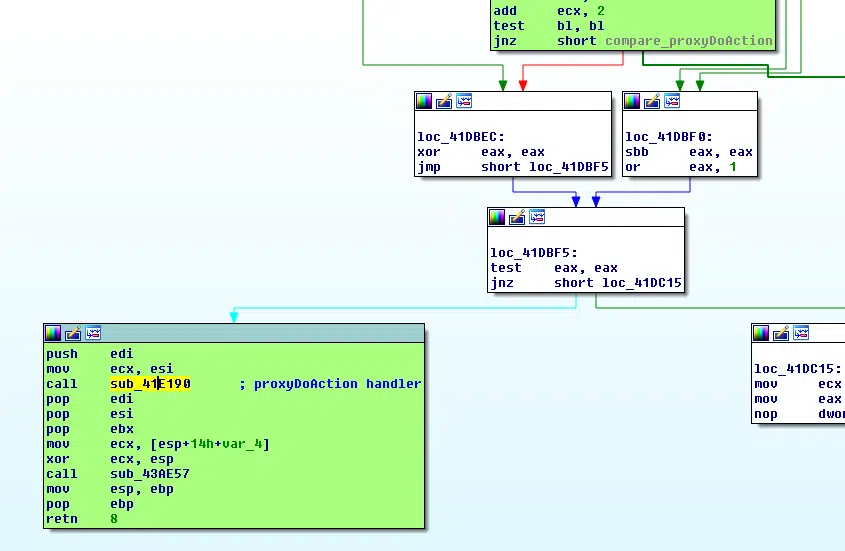 add ecx, 2
test bl, bl
jnz short compare_proxyDoAction
loc_41DBEC:
xor eax, eax
jmp short loc_41DBF5
loc_41DBF0:
sbb eax, eax
or eax, 1
loc_41DBF5:
test eax, eax
jnz short loc_41DC15
push edi
mov ecx, esi
call sub_41E190 ; proxyDoAction handler
pop edi
pop esi
pop ebx
mov ecx, [esp+14h+var_4]
xor ecx, esp
call sub_43AE57
mov esp, ebp
pop ebp
retn 8
loc_41DC15:
mov ecx
mov eax
nop dwor